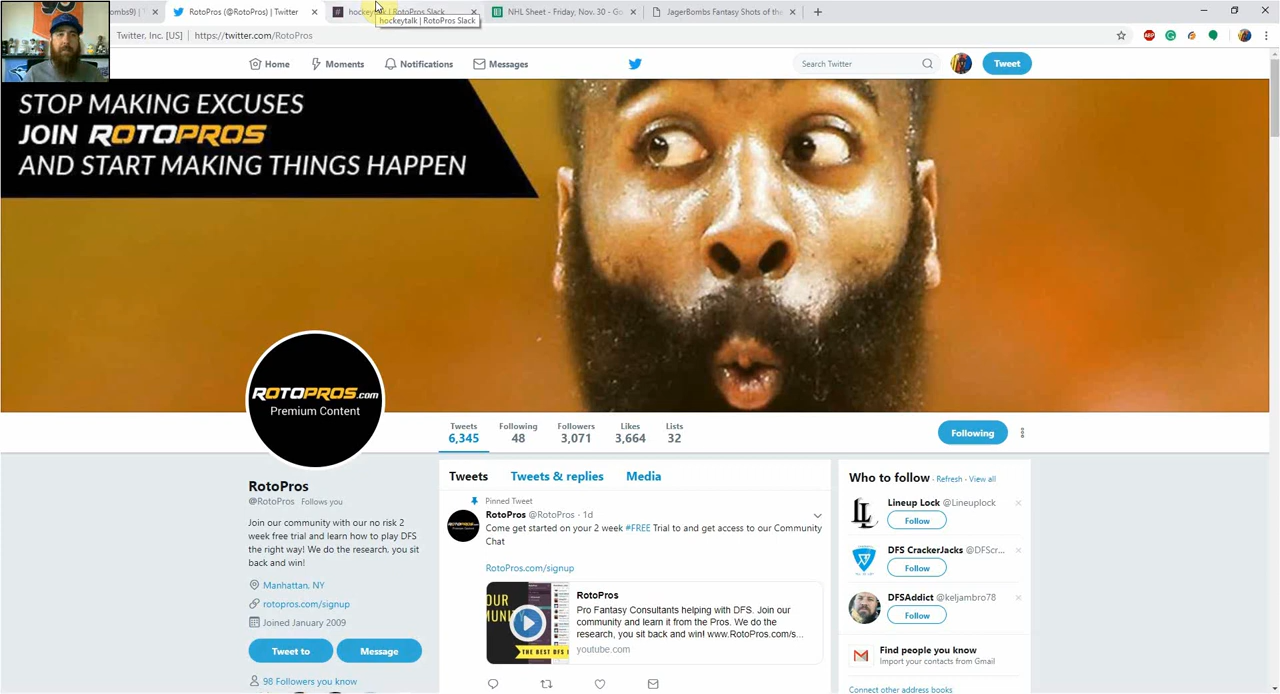 ombs9) | T
RotoPros (@RotoPros) | Twitter
hockeytalk | RotoPros Slack
NHL Sheet - Friday, Nov. 30 - Go
JagerBombs Fantasy Shots of the
hockeytalk | RotoPros Slack
Twitter, Inc. [US]
https://twitter.com/RotoPros
ABP
Home
Moments
Notifications
Messages
Search Twitter
Tweet
STOP MAKING EXCUSES
JOIN ROTOPROS
AND START MAKING THINGS HAPPEN
ROTOPROS.com
Premium Content
Tweets
6,345
Following
48
Followers
3,071
Likes
3,664
Lists
32
Following
RotoPros
@RotoPros Follows you
Join our community with our no risk 2
week free trial and learn how to play DFS
the right way! We do the research, you sit
back and win!
Manhattan, NY
rotopros.com/signup
Joined January 2009
Tweet to
Message
98 Followers you know
Tweets
Tweets & replies
Media
Pinned Tweet
RotoPros @RotoPros · 1d
Come get started on your 2 week #FREE Trial to and get access to our Community
Chat
RotoPros.com/signup
OUR
MUNIT
THE BEST DFS
RotoPros
Pro Fantasy Consultants helping with DFS. Join our
community and learn it from the Pros. We do the
research, you sit back and win! www.RotoPros.com/s...
youtube.com
Who to follow · Refresh · View all
Lineup Lock @Lineuplock
Follow
DFS CrackerJacks @DFScr...
Follow
DFSAddict @keljambro78
Follow
Find people you know
Import your contacts from Gmail
Connect other address books